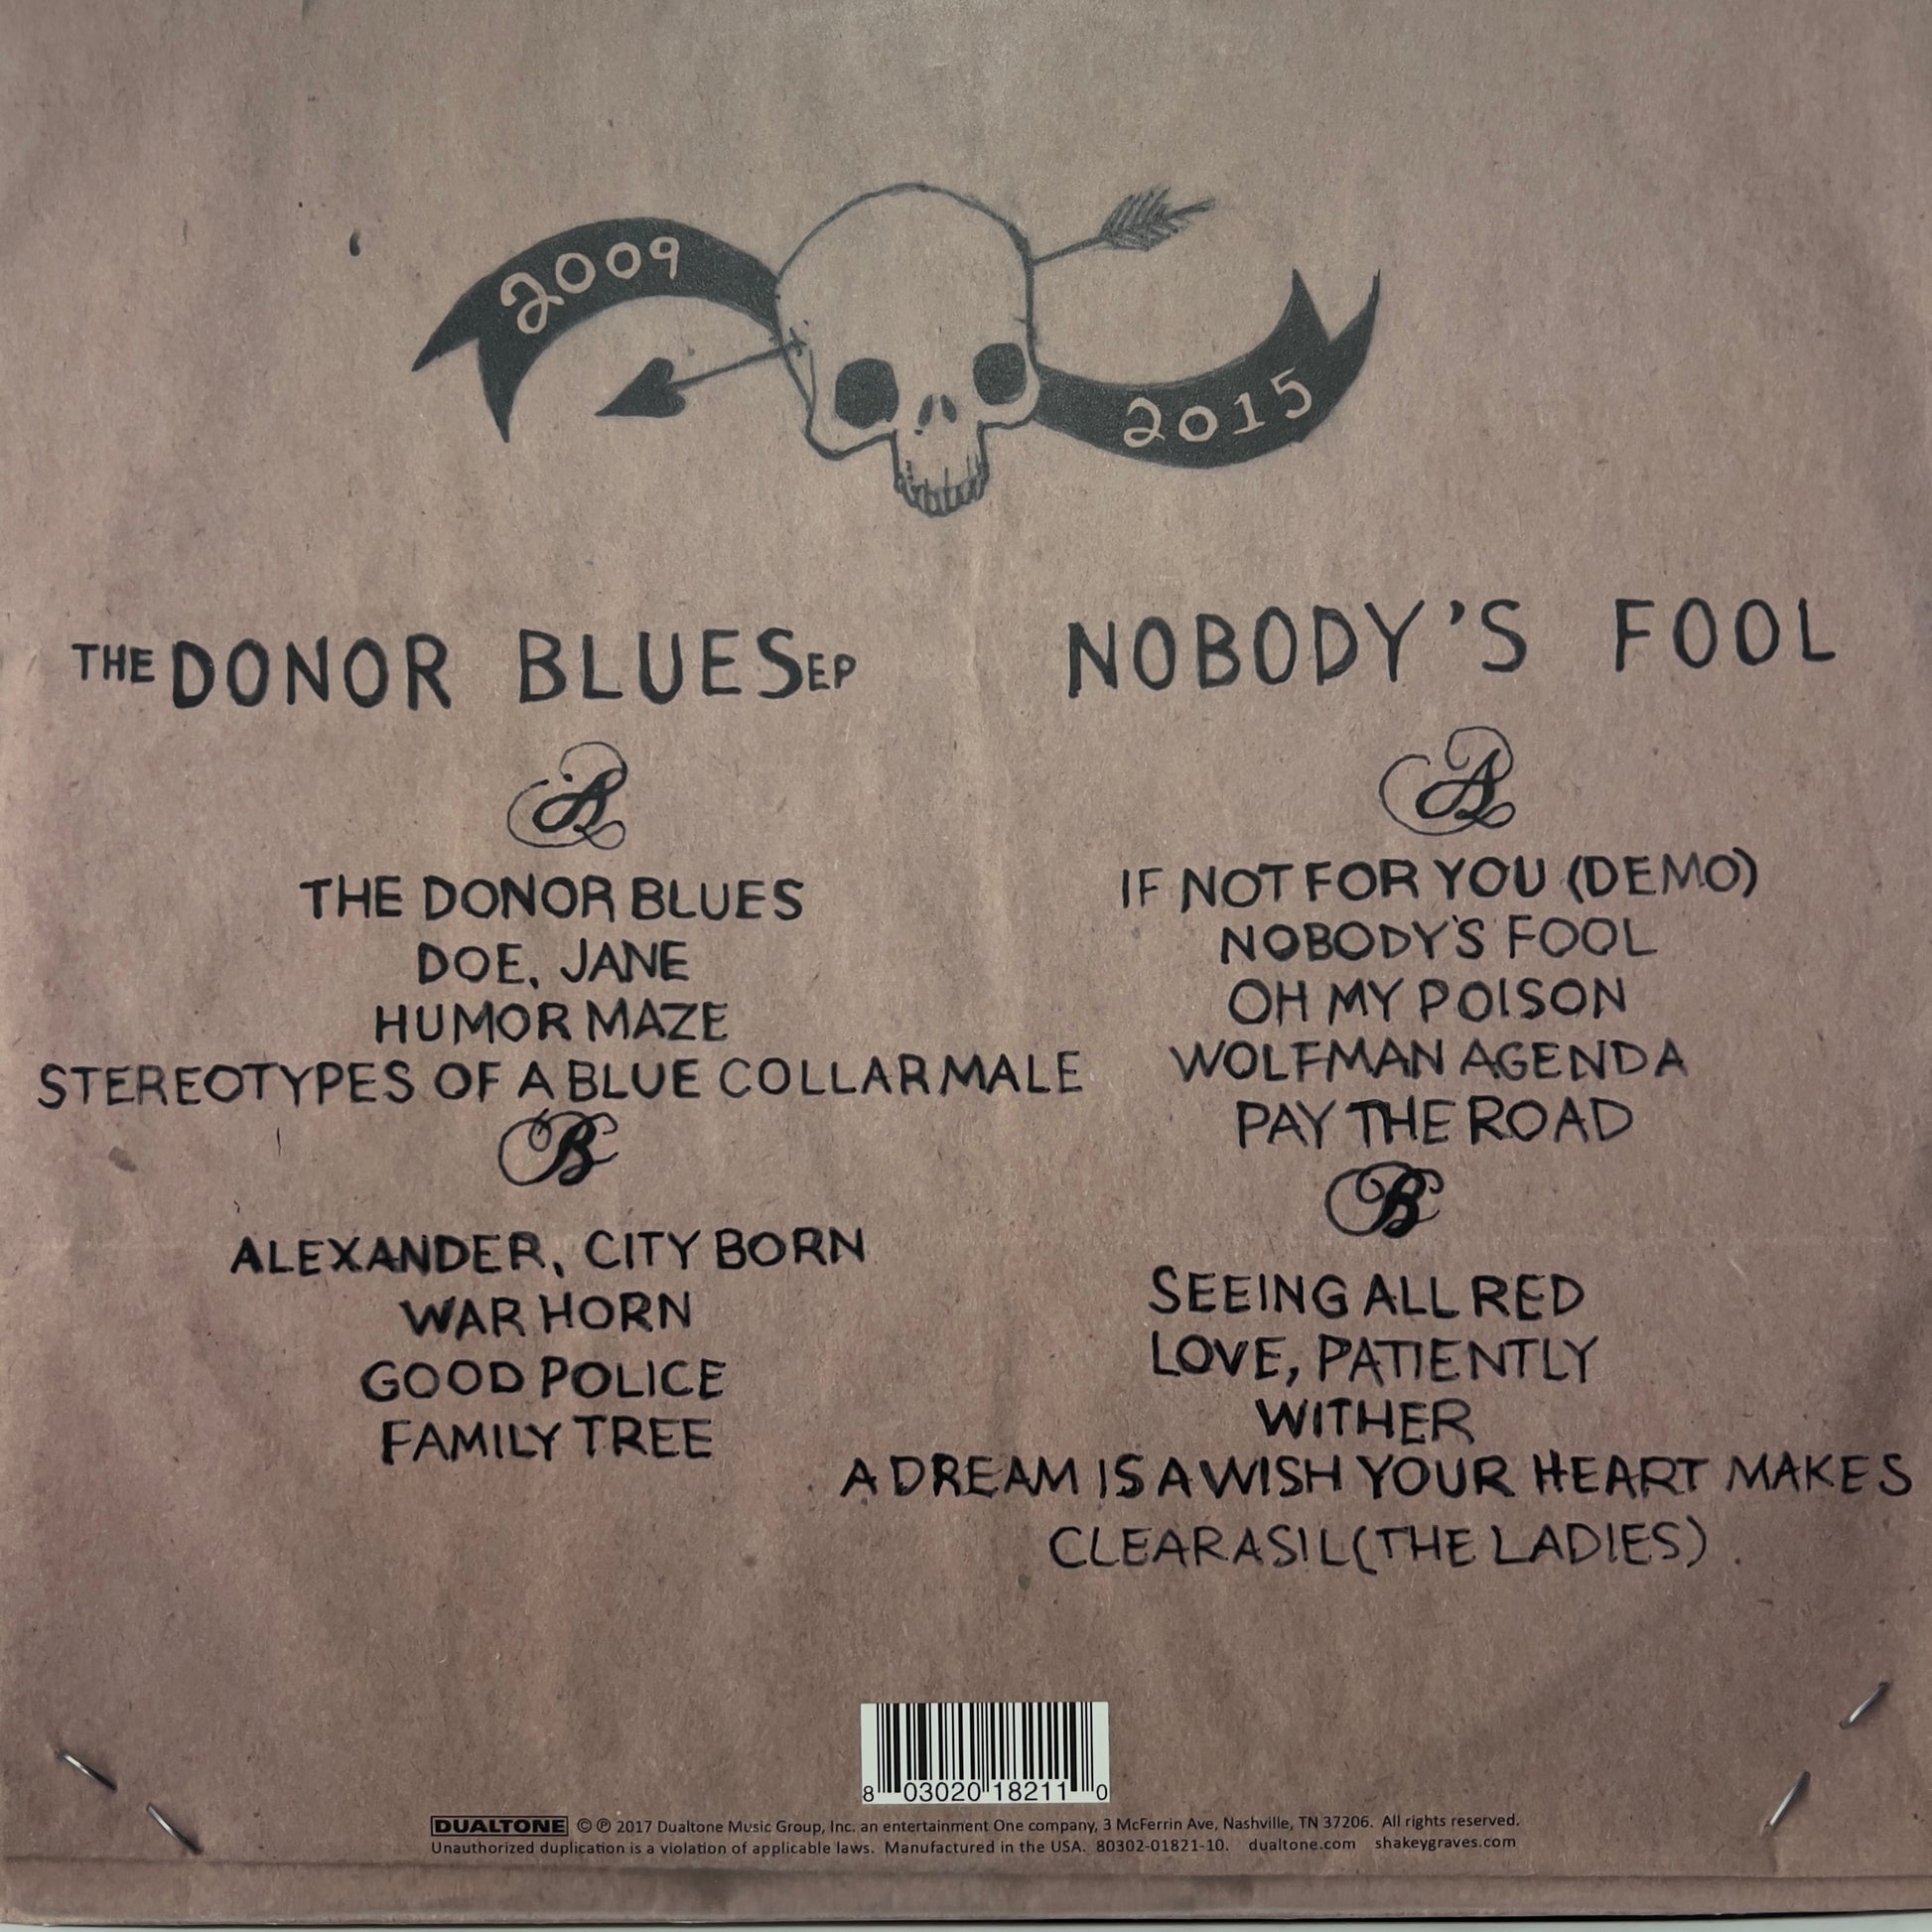 2009
2015
THE DONOR BLUES EP
A
THE DONOR BLUES
DOE, JANE
HUMOR MAZE
STEREOTYPES OF A BLUE COLLAR MALE
B
ALEXANDER, CITY BORN
WAR HORN
GOOD POLICE
FAMILY TREE
NOBODY'S FOOL
A
IF NOT FOR YOU (DEMO)
NOBODY'S FOOL
OH MY POISON
WOLFMAN AGENDA
PAY THE ROAD
B
SEEING ALL RED
LOVE, PATIENTLY
WITHER
A DREAM IS A WISH YOUR HEART MAKES
CLEARASIL (THE LADIES)
8 03020 18211 0
DUALTONE ©℗ 2017 Dualtone Music Group, Inc. an entertainment One company, 3 McFerrin Ave, Nashville, TN 37206. All rights reserved.
Unauthorized duplication is a violation of applicable laws. Manufactured in the USA. 80302-01821-10. dualtone.com shakeygraves.com